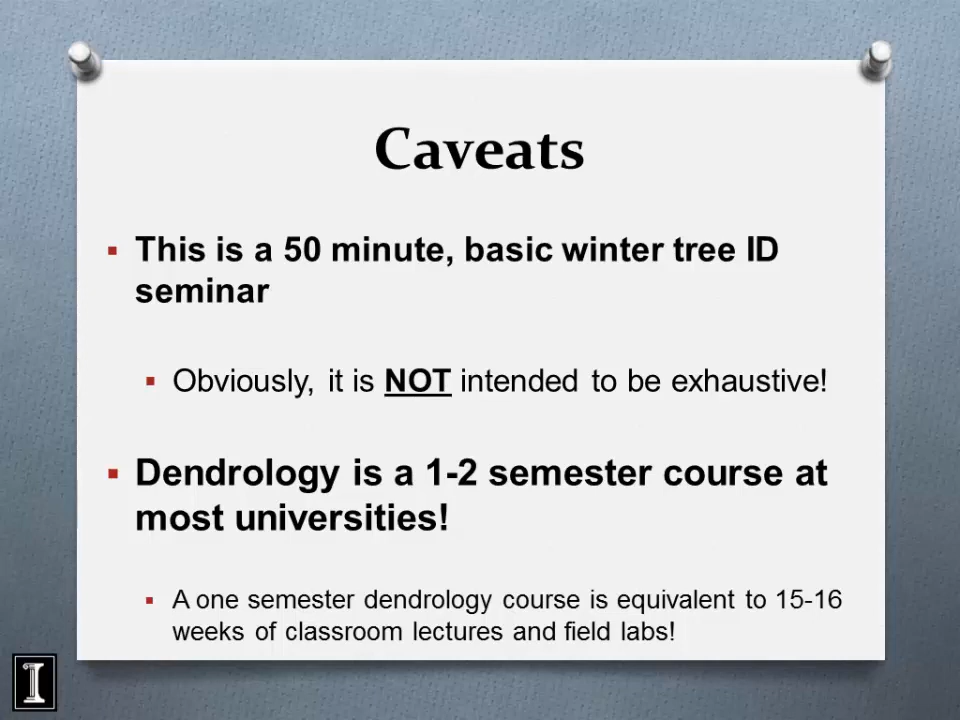 Caveats
This is a 50 minute, basic winter tree ID
seminar
Obviously, it is NOT intended to be exhaustive!
Dendrology is a 1-2 semester course at
most universities!
A one semester dendrology course is equivalent to 15-16
weeks of classroom lectures and field labs!
I